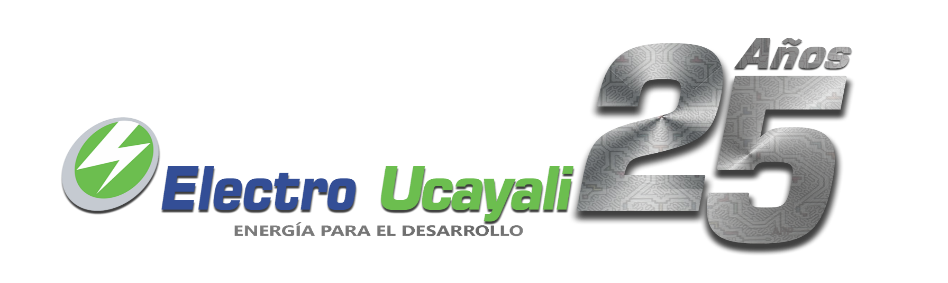 Electro Ucayali
ENERGÍA PARA EL DESARROLLO
25 Años